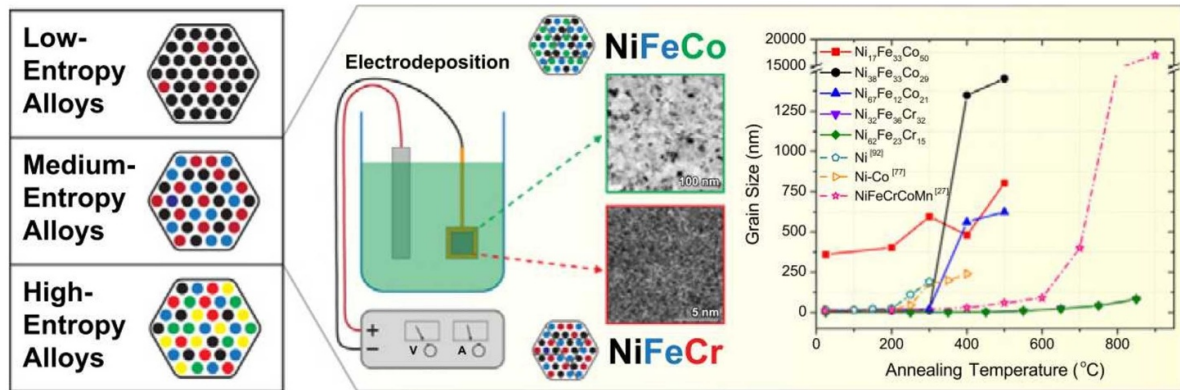 Low-
Entropy
Alloys
Medium-
Entropy
Alloys
High-
Entropy
Alloys
Electrodeposition
+
−
V
A
NiFeCo
100 nm
5 nm
NiFeCr
Grain Size (nm)
20000
15000
1250
1000
750
500
250
0
Ni₁₇Fe₃₃Co₅₀
Ni₃₈Fe₃₃Co₂₉
Ni₆₇Fe₁₂Co₂₁
Ni₃₂Fe₃₆Cr₃₂
Ni₆₂Fe₂₃Cr₁₅
Ni [92]
Ni-Co [77]
NiFeCrCoMn [27]
0 200 400 600 800
Annealing Temperature (°C)